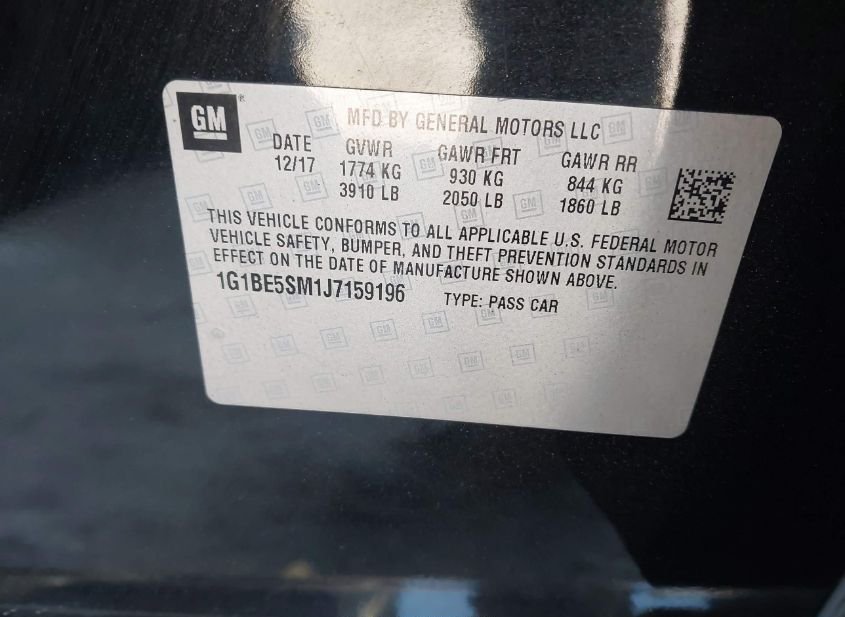 GM
MFD BY GENERAL MOTORS LLC
DATE GVWR GAWR FRT GAWR RR
12/17 1774 KG 930 KG 844 KG
3910 LB 2050 LB 1860 LB
THIS VEHICLE CONFORMS TO ALL APPLICABLE U.S. FEDERAL MOTOR
VEHICLE SAFETY, BUMPER, AND THEFT PREVENTION STANDARDS IN
EFFECT ON THE DATE OF MANUFACTURE SHOWN ABOVE.
1G1BE5SM1J7159196 TYPE: PASS CAR